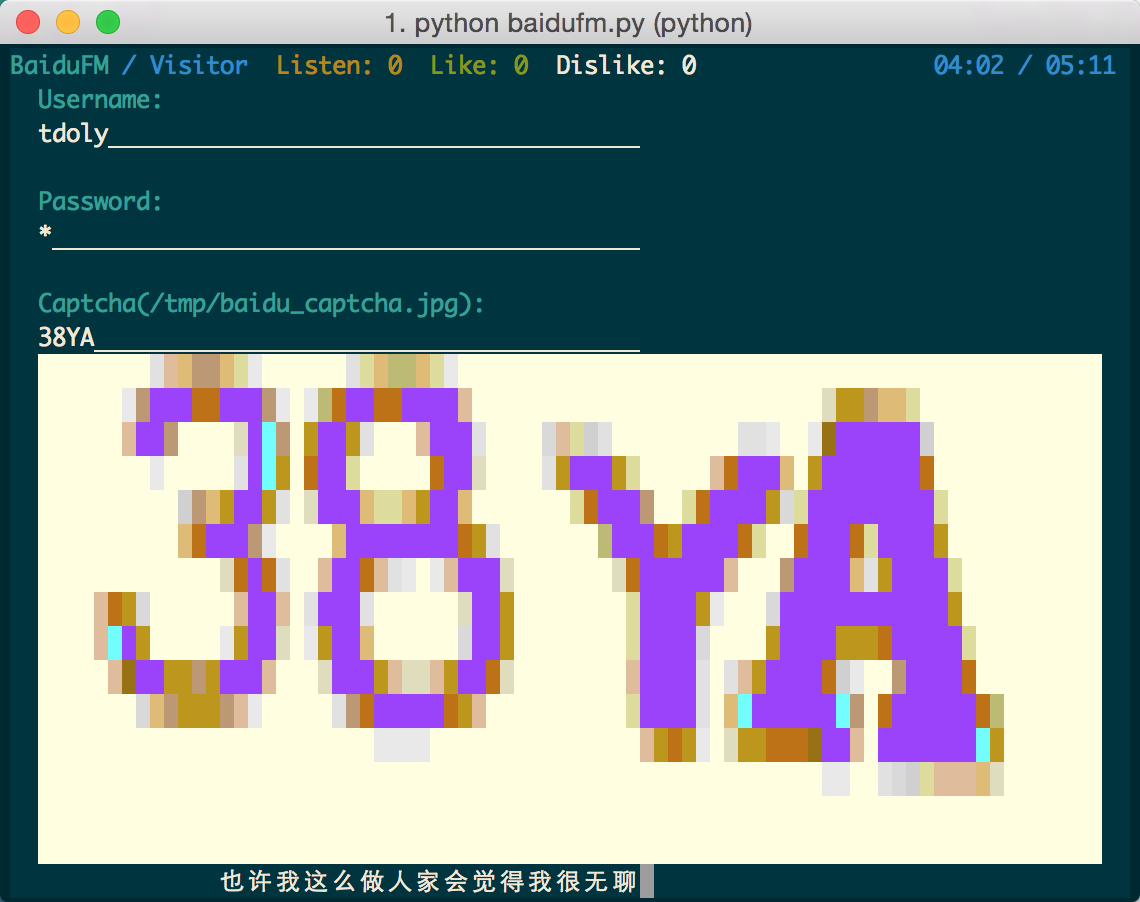 1. python baidufm.py (python)
BaiduFM / Visitor Listen: 0 Like: 0 Dislike: 0 04:02 / 05:11
Username:
tdoly
Password:
*
Captcha(/tmp/baidu_captcha.jpg):
38YA
38YA
也许我这么做人家会觉得我很无聊